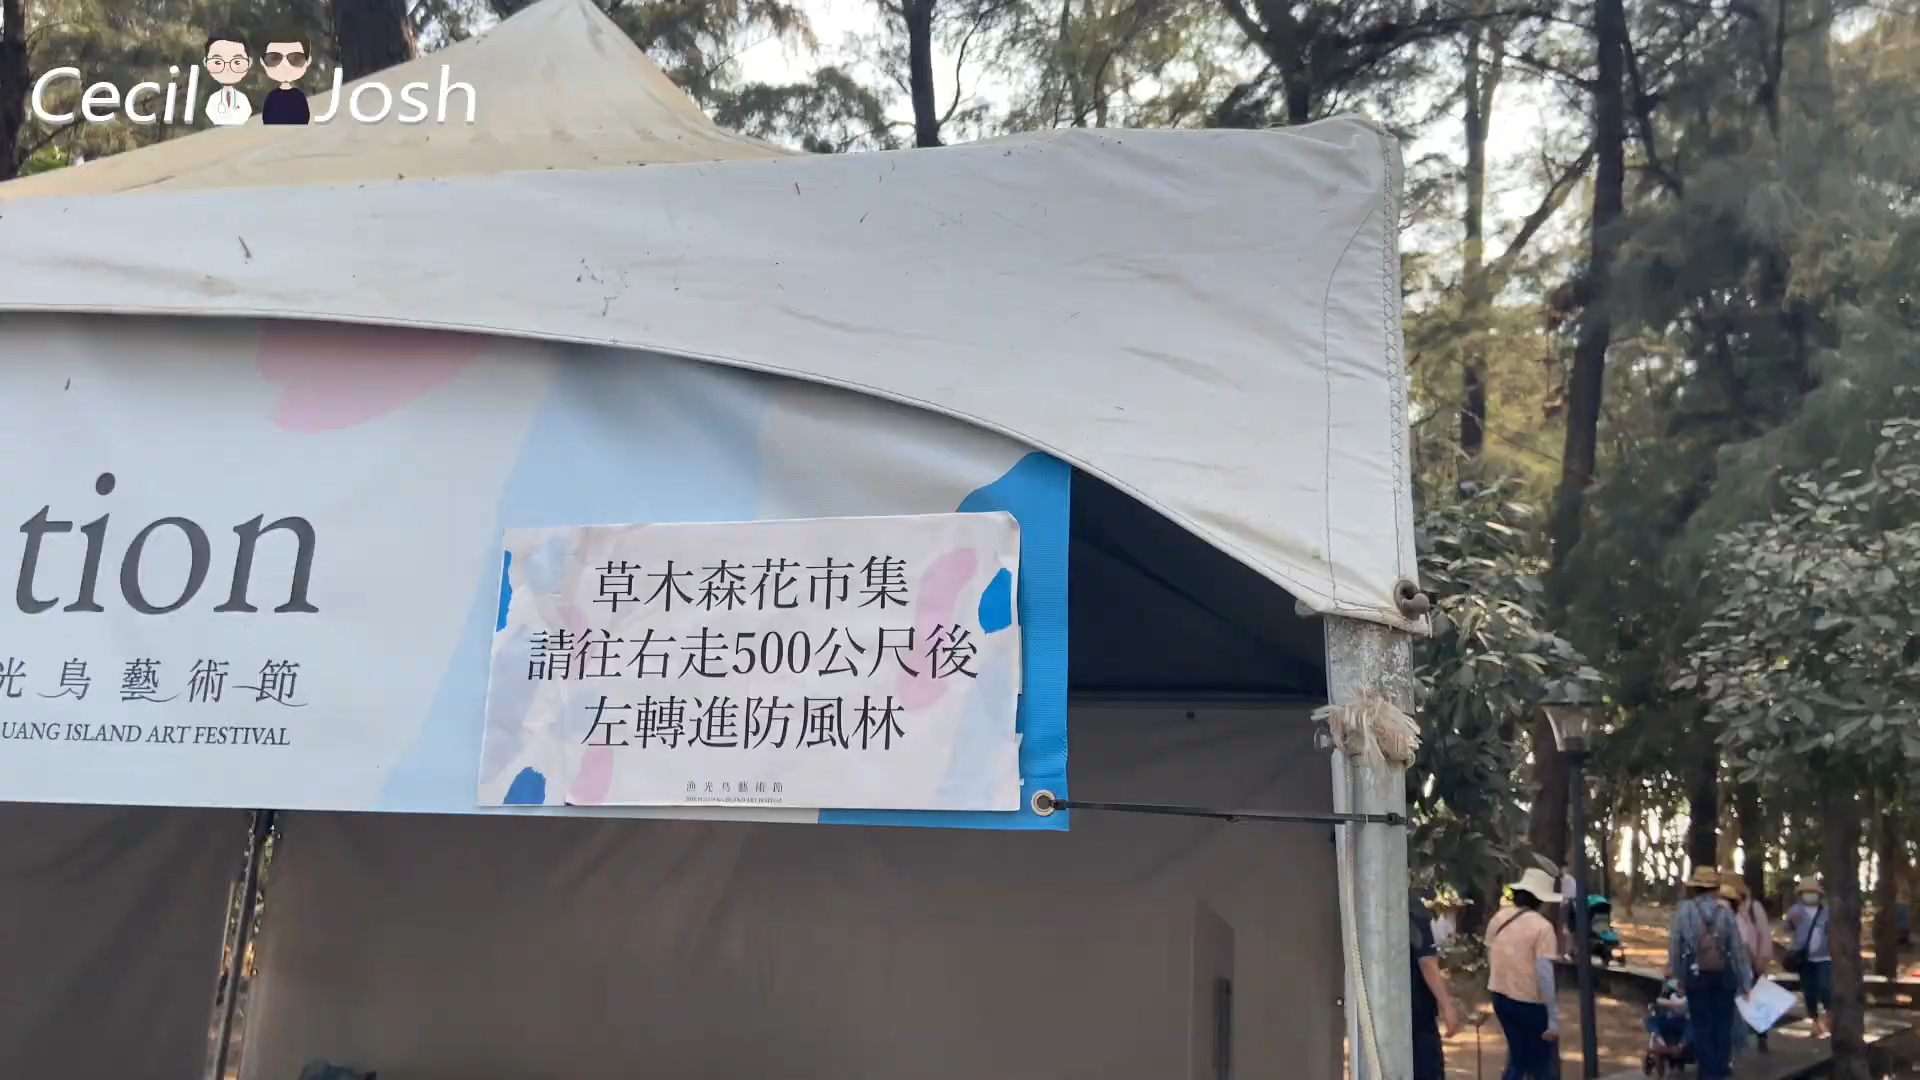 Cecil Josh
tion
光島藝術節
UANG ISLAND ART FESTIVAL
草木森花市集
請往右走500公尺後
左轉進防風林
漁光島藝術節